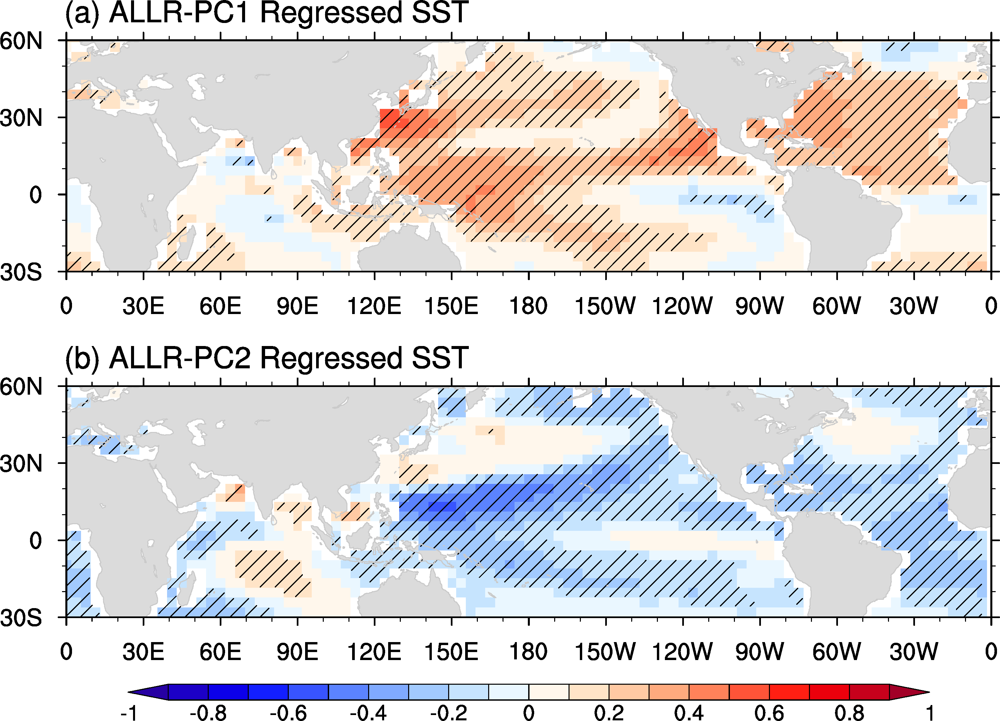 (a) ALLR-PC1 Regressed SST
60N
30N
0
30S
0 30E 60E 90E 120E 150E 180 150W 120W 90W 60W 30W 0
(b) ALLR-PC2 Regressed SST
60N
30N
0
30S
0 30E 60E 90E 120E 150E 180 150W 120W 90W 60W 30W 0
-1 -0.8 -0.6 -0.4 -0.2 0 0.2 0.4 0.6 0.8 1